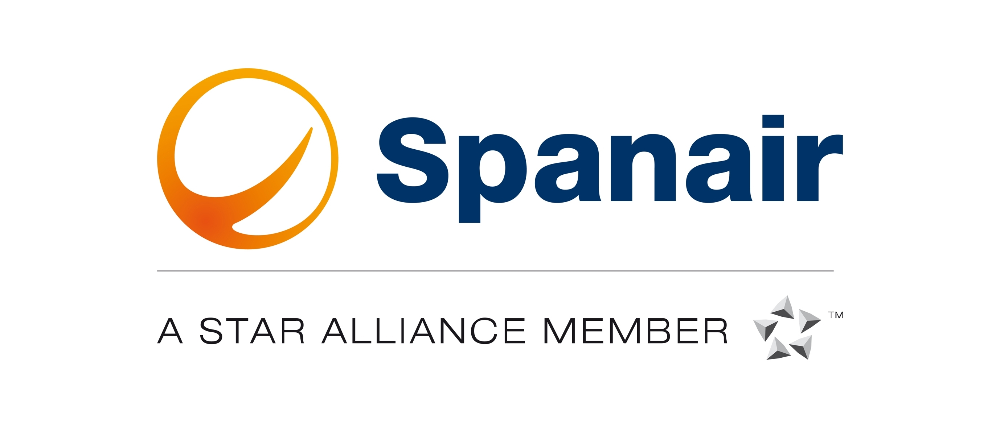 Spanair
A STAR ALLIANCE MEMBER ™